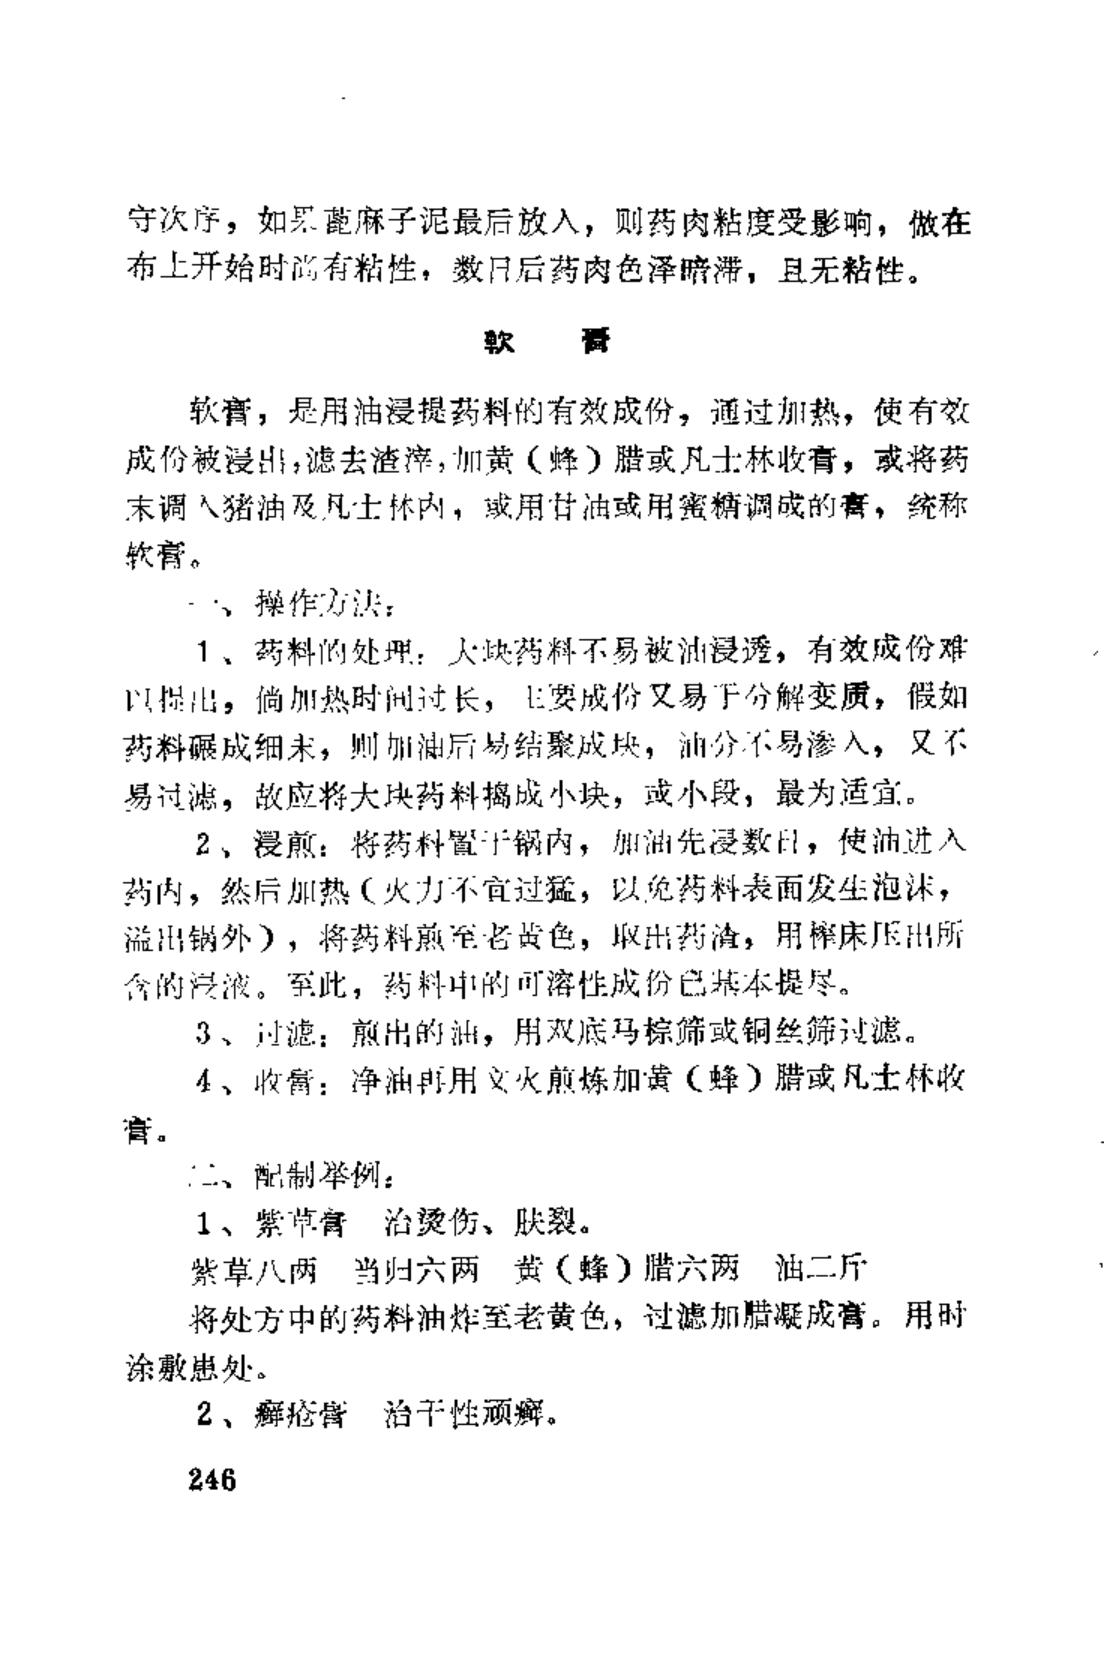 守次序，如果蓖麻子泥最后放入，则药肉粘度受影响，做在
布上开始时尚有粘性，数日后药肉色泽暗滞，且无粘性。
软　膏
软膏，是用油浸提药料的有效成份，通过加热，使有效
成份被浸出，滤去渣滓，加黄（蜂）腊或凡士林收膏，或将药
末调入猪油及凡士林内，或用甘油或用蜜糖调成的膏，统称
软膏。
一、操作方法：
1、药料的处理：大块药料不易被油浸透，有效成份难
以提出，倘加热时间过长，主要成份又易于分解变质，假如
药料碾成细末，则加油后易结聚成块，油分不易渗入，又不
易过滤，故应将大块药料捣成小块，或小段，最为适宜。
2、浸煎：将药料置于锅内，加油先浸数日，使油进入
药内，然后加热（火力不宜过猛，以免药料表面发生泡沫，
溢出锅外），将药料煎至老黄色，取出药渣，用榨床压出所
含的浸液。至此，药料中的可溶性成份已基本提尽。
3、过滤：煎出的油，用双底马棕筛或铜丝筛过滤。
4、收膏：净油再用文火煎炼加黄（蜂）腊或凡士林收
膏。
二、配制举例：
1、紫草膏　治烫伤、肤裂。
紫草八两　当归六两　黄（蜂）腊六两　油二斤
将处方中的药料油炸至老黄色，过滤加腊凝成膏。用时
涂敷患处。
2、癣疮膏　治干性顽癣。
246